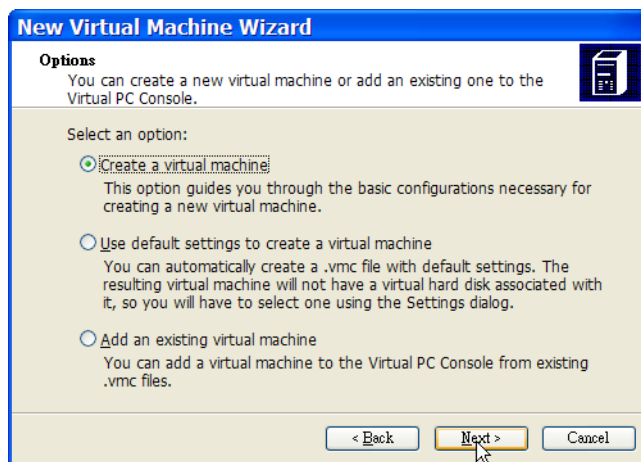 New Virtual Machine Wizard
Options
You can create a new virtual machine or add an existing one to the
Virtual PC Console.
Select an option:
Create a virtual machine
This option guides you through the basic configurations necessary for
creating a new virtual machine.
Use default settings to create a virtual machine
You can automatically create a .vmc file with default settings. The
resulting virtual machine will not have a virtual hard disk associated with
it, so you will have to select one using the Settings dialog.
Add an existing virtual machine
You can add a virtual machine to the Virtual PC Console from existing
.vmc files.
< Back Next > Cancel